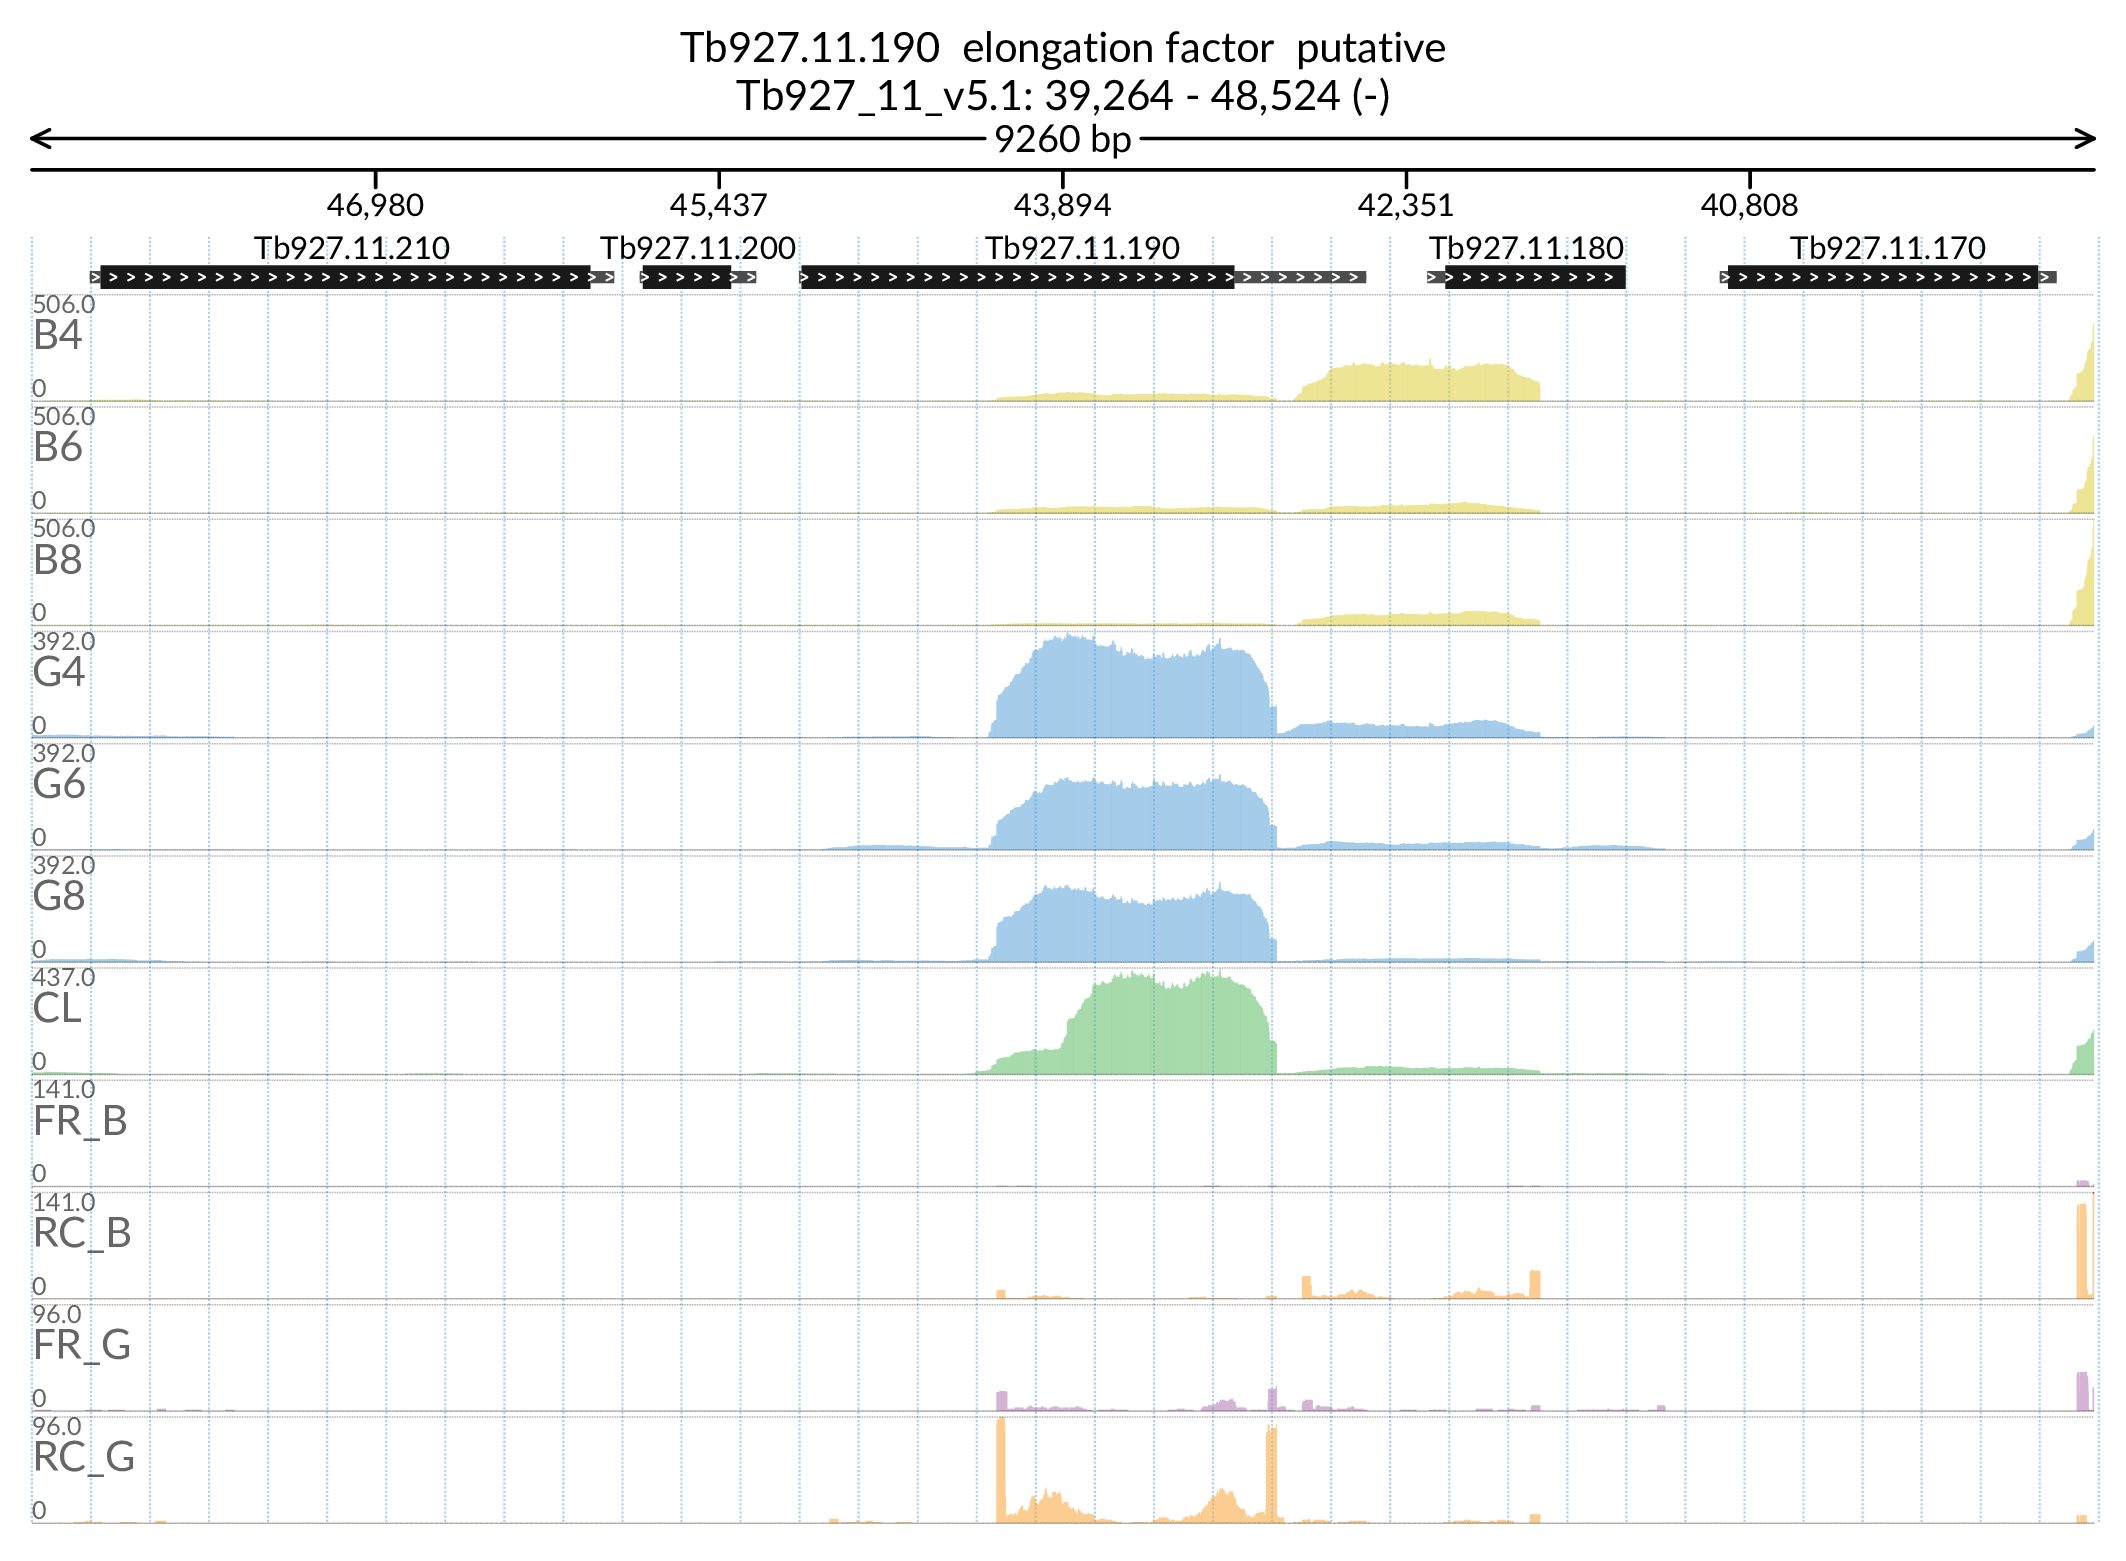 Tb927.11.190  elongation factor  putative
Tb927_11_v5.1: 39,264 - 48,524 (-)
9260 bp
46,980 45,437 43,894 42,351 40,808
Tb927.11.210 Tb927.11.200 Tb927.11.190 Tb927.11.180 Tb927.11.170
506.0
B4
0
506.0
B6
0
506.0
B8
0
392.0
G4
0
392.0
G6
0
392.0
G8
0
437.0
CL
0
141.0
FR_B
0
141.0
RC_B
0
96.0
FR_G
0
96.0
RC_G
0